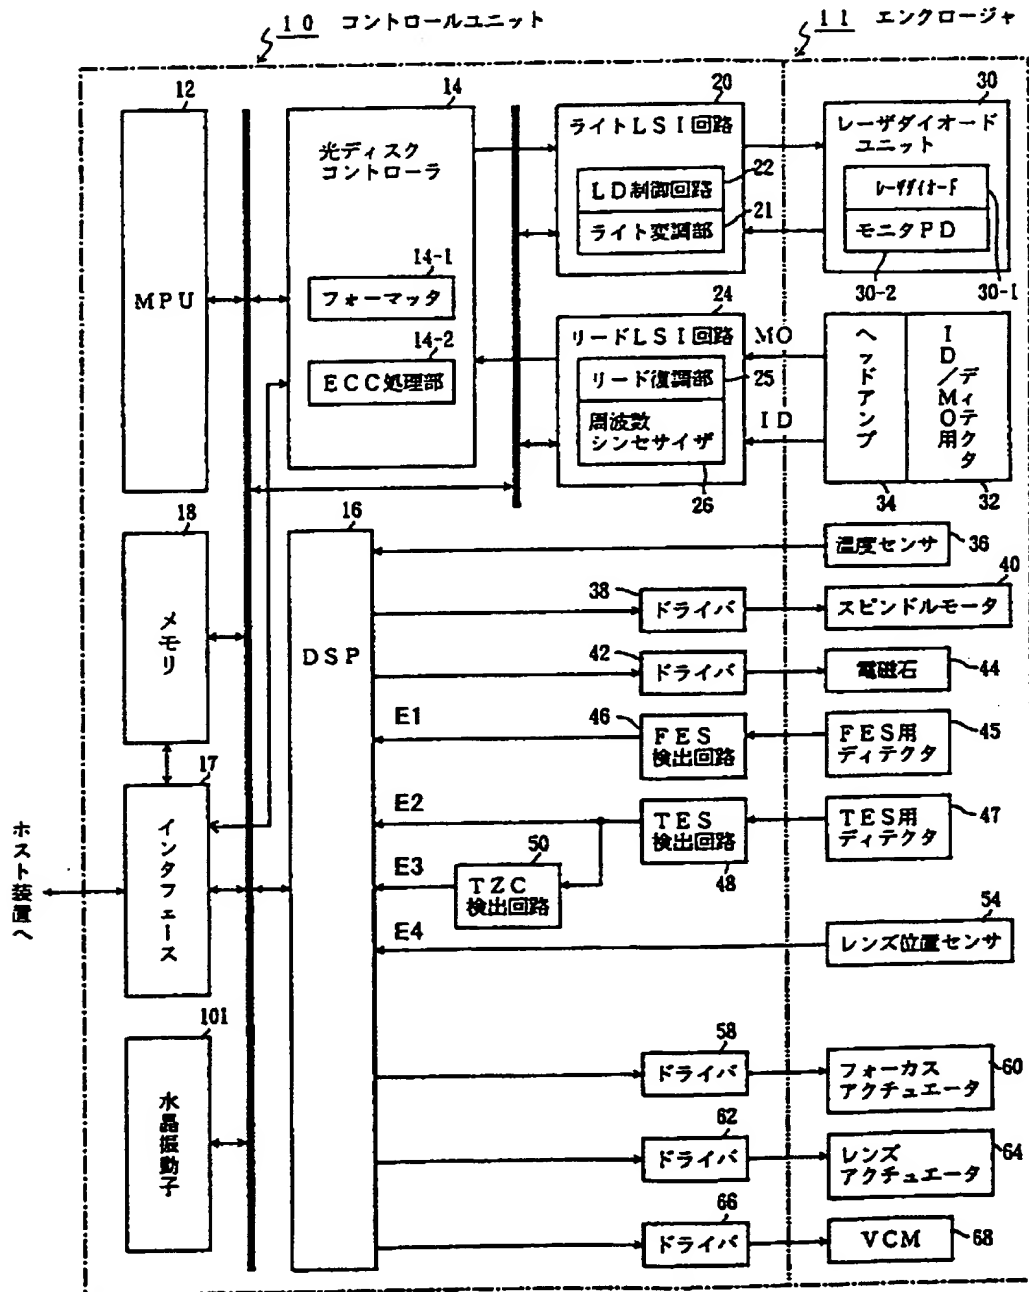 10 コントロールユニット
11 エンクロージャ
12
MPU
14
光ディスク
コントローラ
14-1
フォーマッタ
14-2
ECC処理部
20
ライトLSI回路
22
LD制御回路
21
ライト変調部
30
レーザダイオード
ユニット
レーザダイオード
モニタPD
30-2
30-1
24
リードLSI回路
リード復調部
25
周波数
シンセサイザ
26
MO
ID
ヘッドアンプ
34
ID/MO用
ディテクタ
32
18
メモリ
16
DSP
温度センサ
36
38
ドライバ
40
スピンドルモータ
42
ドライバ
電磁石
44
E1
46
FES
検出回路
FES用
ディテクタ
45
17
インタフェース
ホスト装置へ
E2
TES
検出回路
48
TES用
ディテクタ
47
E3
50
TZC
検出回路
E4
54
レンズ位置センサ
101
水晶振動子
58
ドライバ
フォーカス
アクチュエータ
60
62
ドライバ
レンズ
アクチュエータ
64
66
ドライバ
VCM
68